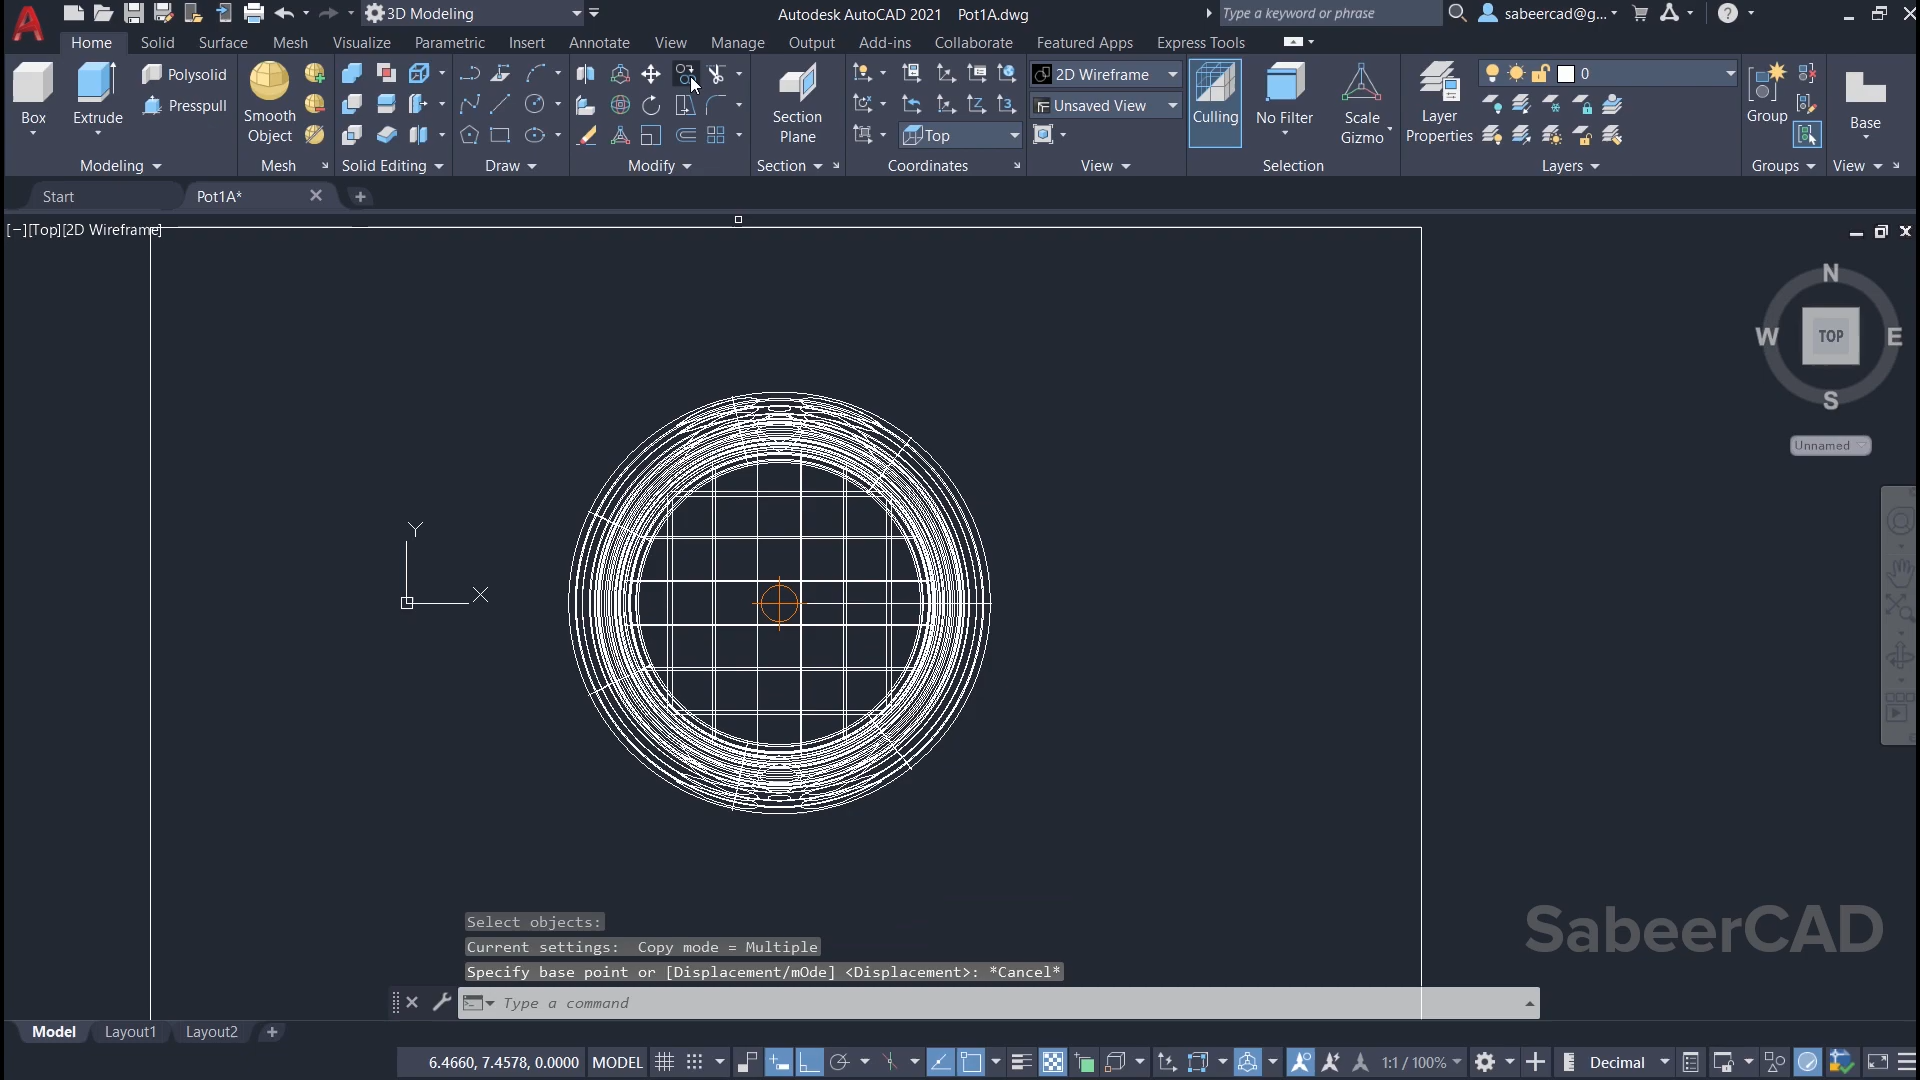 3D Modeling
Autodesk AutoCAD 2021 Pot1A.dwg
Type a keyword or phrase
sabeercad@g...
Home Solid Surface Mesh Visualize Parametric Insert Annotate View Manage Output Add-ins Collaborate Featured Apps Express Tools
Box
Extrude
Polysolid
Presspull
Smooth
Object
Section
Plane
Top
2D Wireframe
Unsaved View
Culling
No Filter
Scale
Gizmo
Layer
Properties
0
Group
Base
Modeling Mesh Solid Editing Draw Modify Section Coordinates View Selection Layers Groups View
Start Pot1A*
[−][Top][2D Wireframe]
N
W TOP E
S
Unnamed
Y
X
Select objects:
Current settings: Copy mode = Multiple
Specify base point or [Displacement/mOde] <Displacement>: *Cancel*
Type a command
SabeerCAD
Model Layout1 Layout2
6.4660, 7.4578, 0.0000 MODEL 1:1 / 100% Decimal